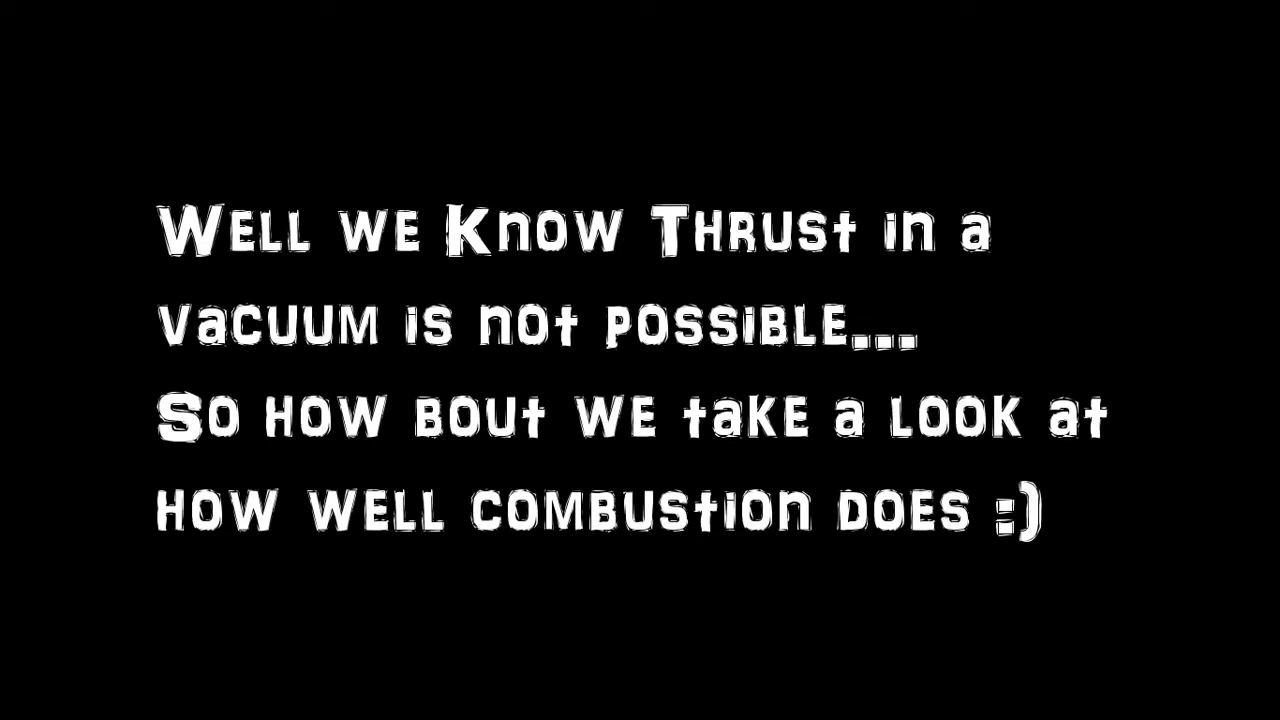 Well we Know Thrust in a
vacuum is not possible...
So how bout we take a look at
how well combustion does :)